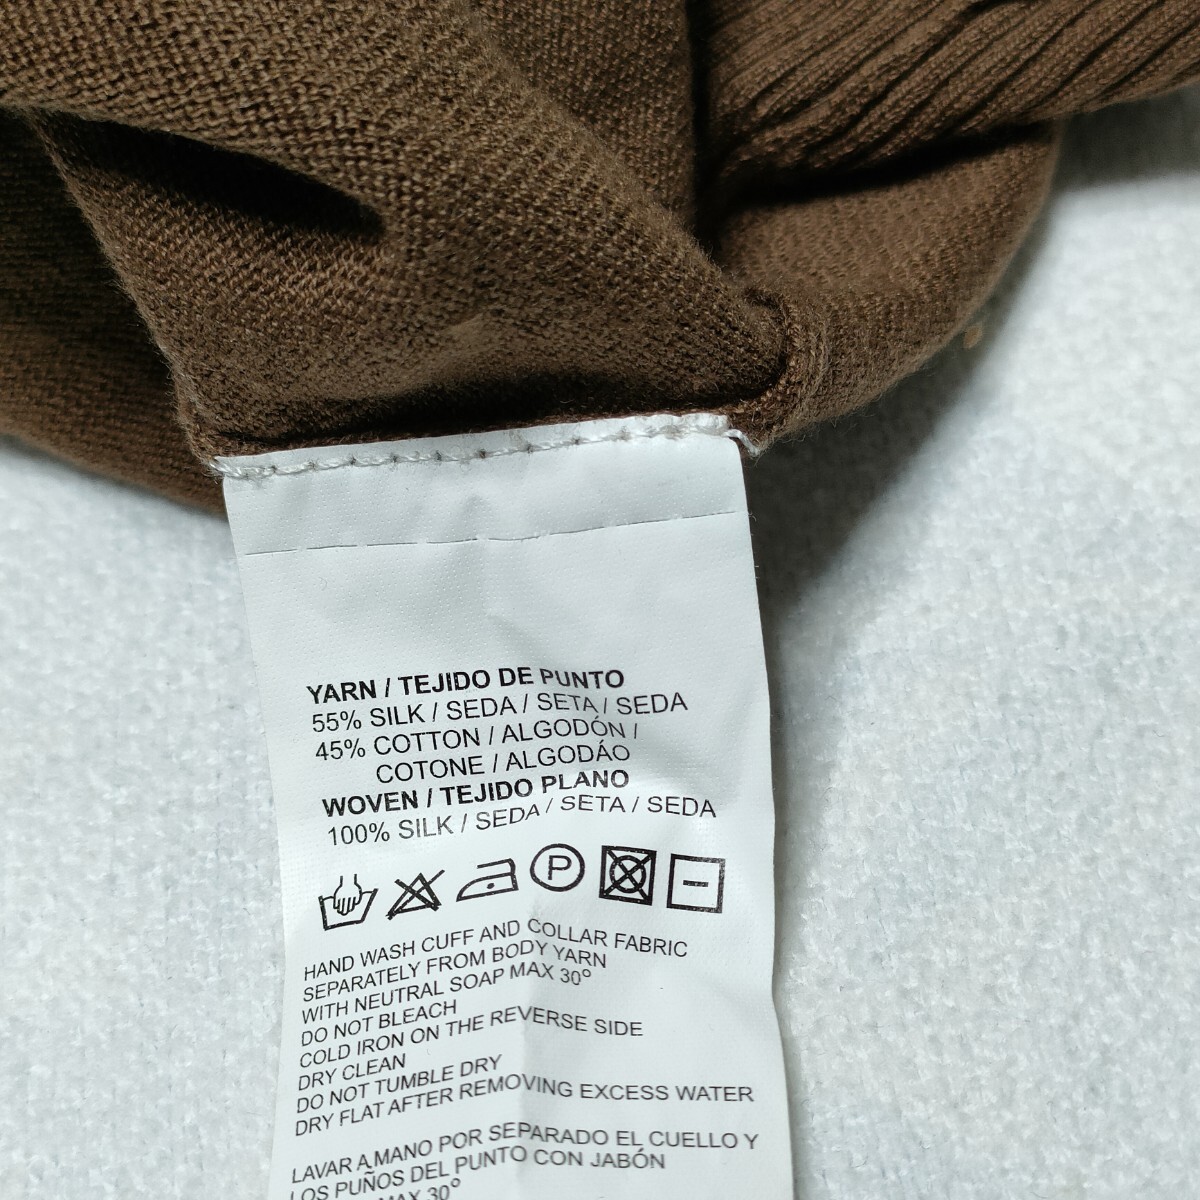 YARN / TEJIDO DE PUNTO
55% SILK / SEDA / SETA / SEDA
45% COTTON / ALGODÓN /
COTONE / ALGODÁO
WOVEN / TEJIDO PLANO
100% SILK / SEDA / SETA / SEDA
P
HAND WASH CUFF AND COLLAR FABRIC
SEPARATELY FROM BODY YARN
WITH NEUTRAL SOAP MAX 30°
DO NOT BLEACH
COLD IRON ON THE REVERSE SIDE
DRY CLEAN
DO NOT TUMBLE DRY
DRY FLAT AFTER REMOVING EXCESS WATER
LAVAR A MANO POR SEPARADO EL CUELLO Y
LOS PUÑOS DEL PUNTO CON JABÓN
MAX 30°